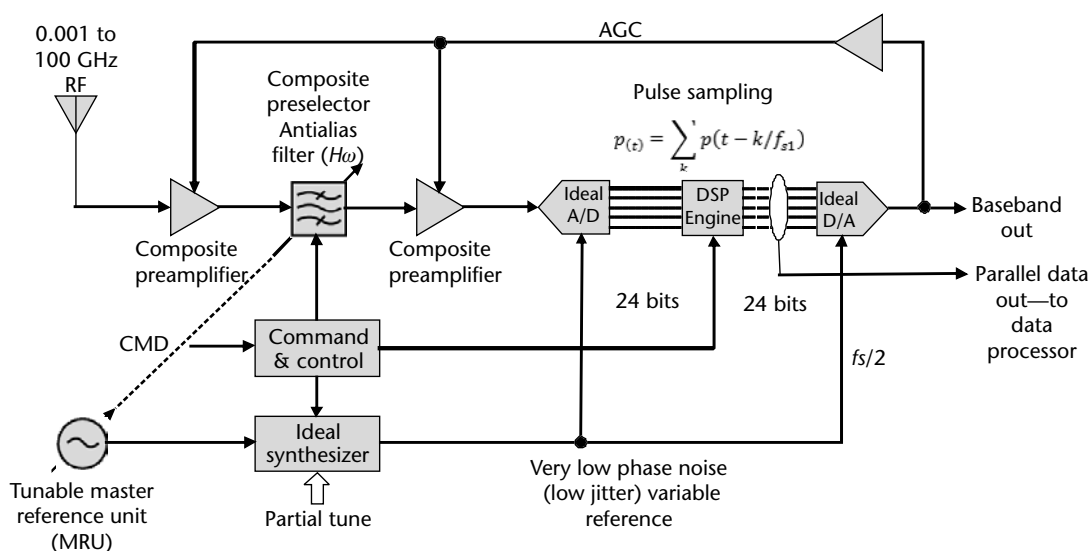 0.001 to
100 GHz
RF
AGC
Composite
preselector
Antialias
filter (Hω)
Pulse sampling
p(t) = ∑k p(t − k/fs1)
Ideal
A/D
DSP
Engine
Ideal
D/A
Composite
preamplifier
Composite
preamplifier
Baseband
out
24 bits
24 bits
Parallel data
out—to
data
processor
CMD
Command
& control
fs/2
Ideal
synthesizer
Tunable master
reference unit
(MRU)
Partial tune
Very low phase noise
(low jitter) variable
reference